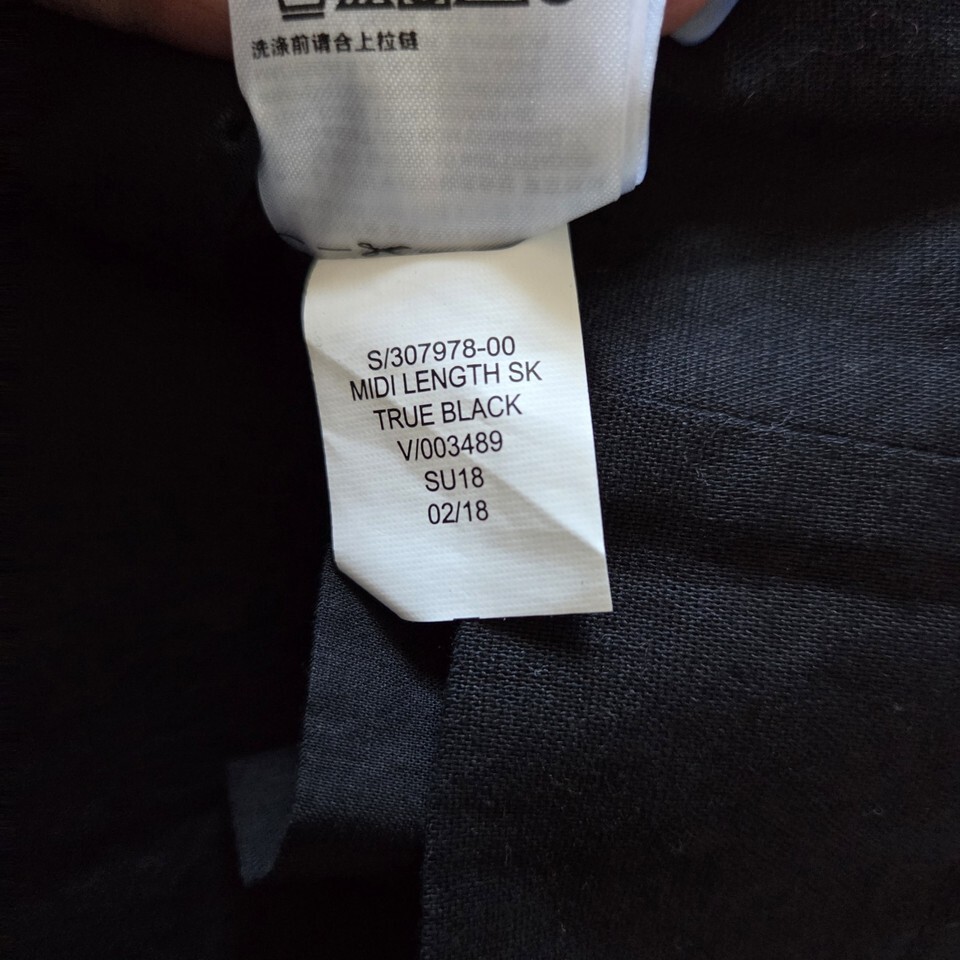 洗涤前请合上拉链
S/307978-00
MIDI LENGTH SK
TRUE BLACK
V/003489
SU18
02/18